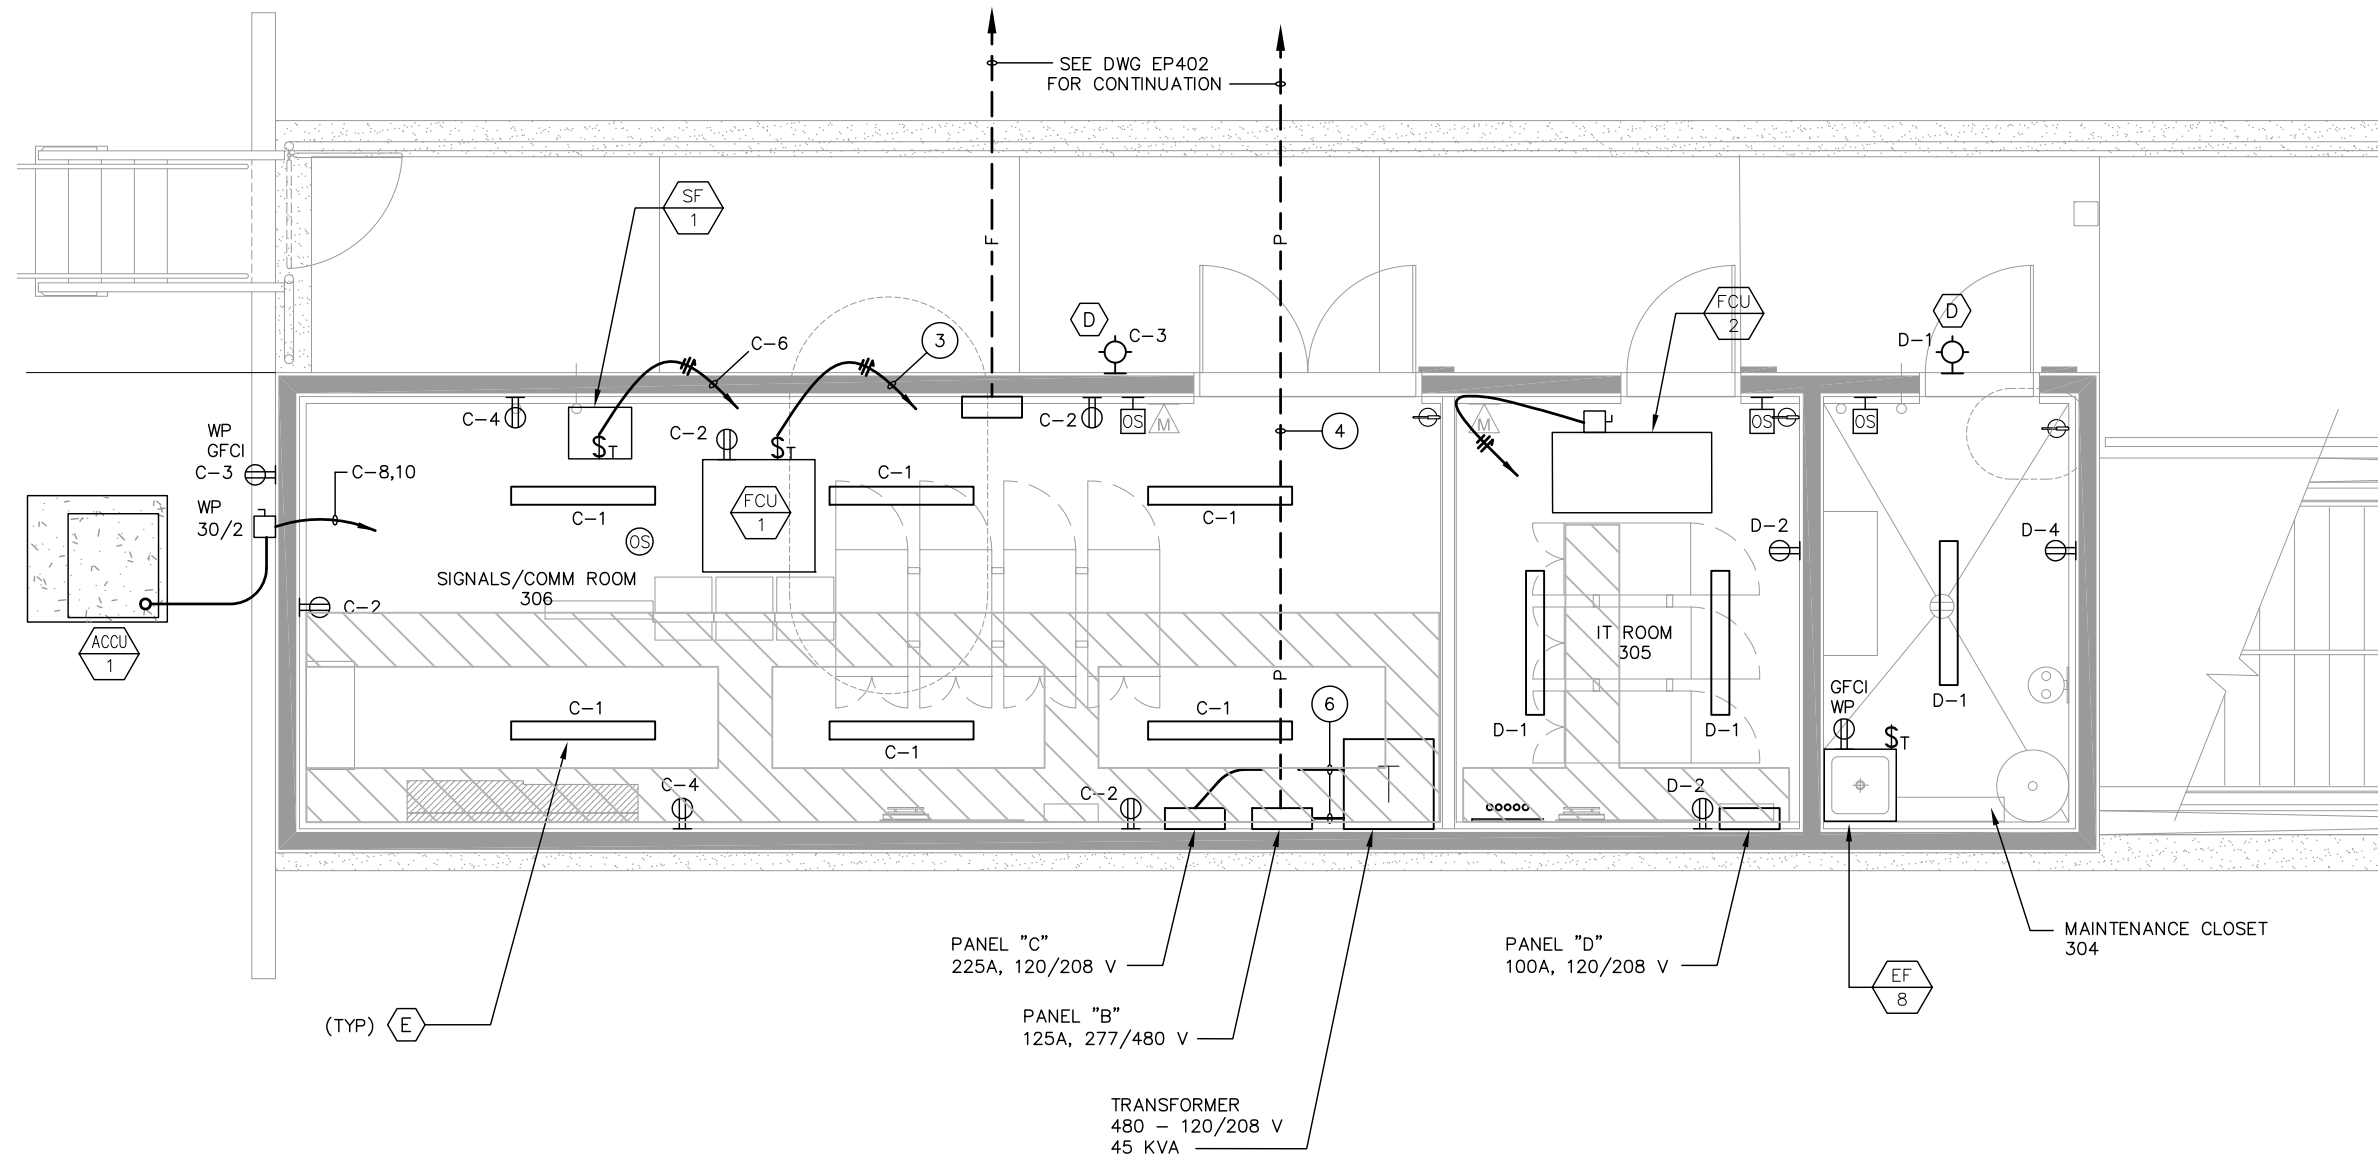 SEE DWG EP402
FOR CONTINUATION
SF
1
F
P
FCU
2
D
C-3
D
D-1
C-6
3
C-4
C-2
C-2
OS
M
4
M
OS
OS
$T
$T
WP
GFCI
C-3
C-8,10
WP
30/2
C-1
C-1
C-1
FCU
1
OS
D-2
D-4
SIGNALS/COMM ROOM
306
C-2
ACCU
1
IT ROOM
305
P
6
C-1
C-1
C-1
D-1
D-1
D-1
GFCI
WP
$T
T
C-4
C-2
D-2
PANEL "C"
225A, 120/208 V
PANEL "D"
100A, 120/208 V
MAINTENANCE CLOSET
304
EF
8
(TYP)
E
PANEL "B"
125A, 277/480 V
TRANSFORMER
480 – 120/208 V
45 KVA